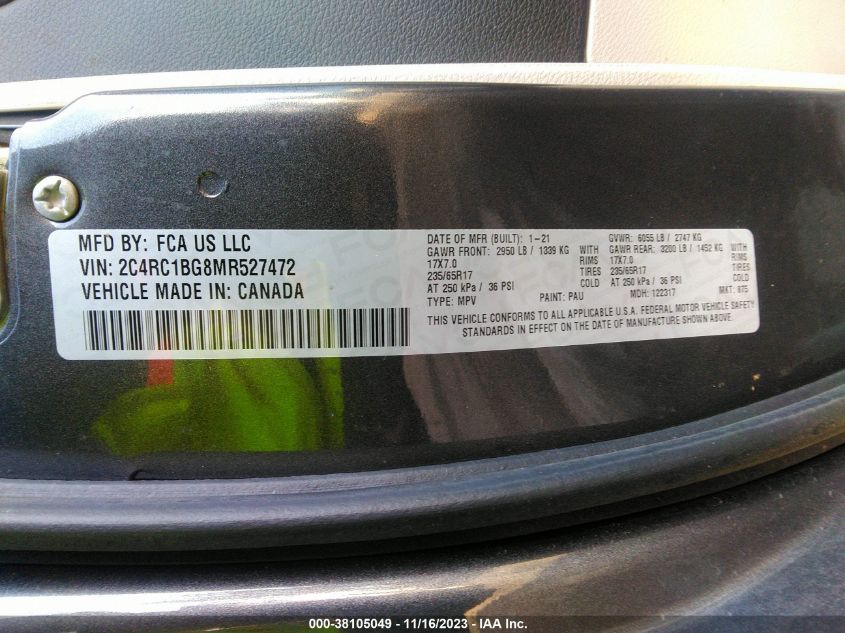 MFD BY: FCA US LLC
VIN: 2C4RC1BG8MR527472
VEHICLE MADE IN: CANADA
DATE OF MFR (BUILT): 1-21 GVWR: 6055 LB / 2747 KG
GAWR FRONT: 2950 LB / 1339 KG WITH GAWR REAR: 3200 LB / 1452 KG WITH
17X7.0 RIMS 17X7.0 RIMS
235/65R17 TIRES 235/65R17 TIRES
AT 250 kPa / 36 PSI COLD AT 250 kPa / 36 PSI COLD
TYPE: MPV PAINT: PAU MDH: 122317 MKT: 875
THIS VEHICLE CONFORMS TO ALL APPLICABLE U.S.A. FEDERAL MOTOR VEHICLE SAFETY
STANDARDS IN EFFECT ON THE DATE OF MANUFACTURE SHOWN ABOVE.
000-38105049 - 11/16/2023 - IAA Inc.